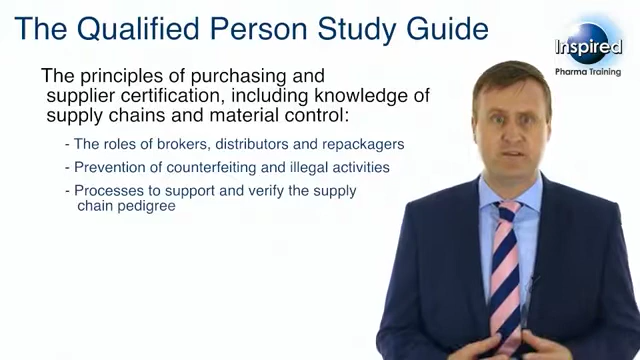 The Qualified Person Study Guide
Inspired
Pharma Training
The principles of purchasing and
supplier certification, including knowledge of
supply chains and material control:
- The roles of brokers, distributors and repackagers
- Prevention of counterfeiting and illegal activities
- Processes to support and verify the supply
chain pedigree